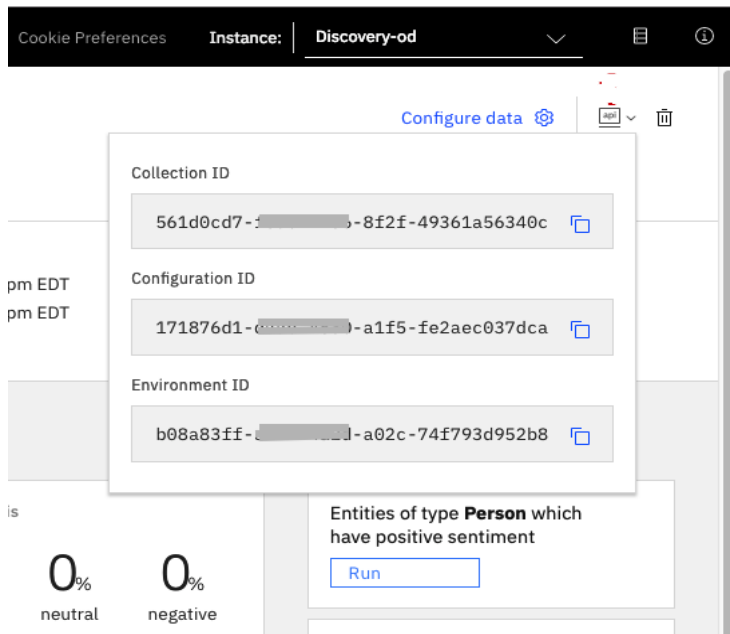 Cookie Preferences Instance: Discovery-od
Configure data api
Collection ID
561d0cd7- -8f2f-49361a56340c
Configuration ID
pm EDT
pm EDT
171876d1- -a1f5-fe2aec037dca
Environment ID
b08a83ff- -a02c-74f793d952b8
is
0%
neutral
0%
negative
Entities of type Person which
have positive sentiment
Run